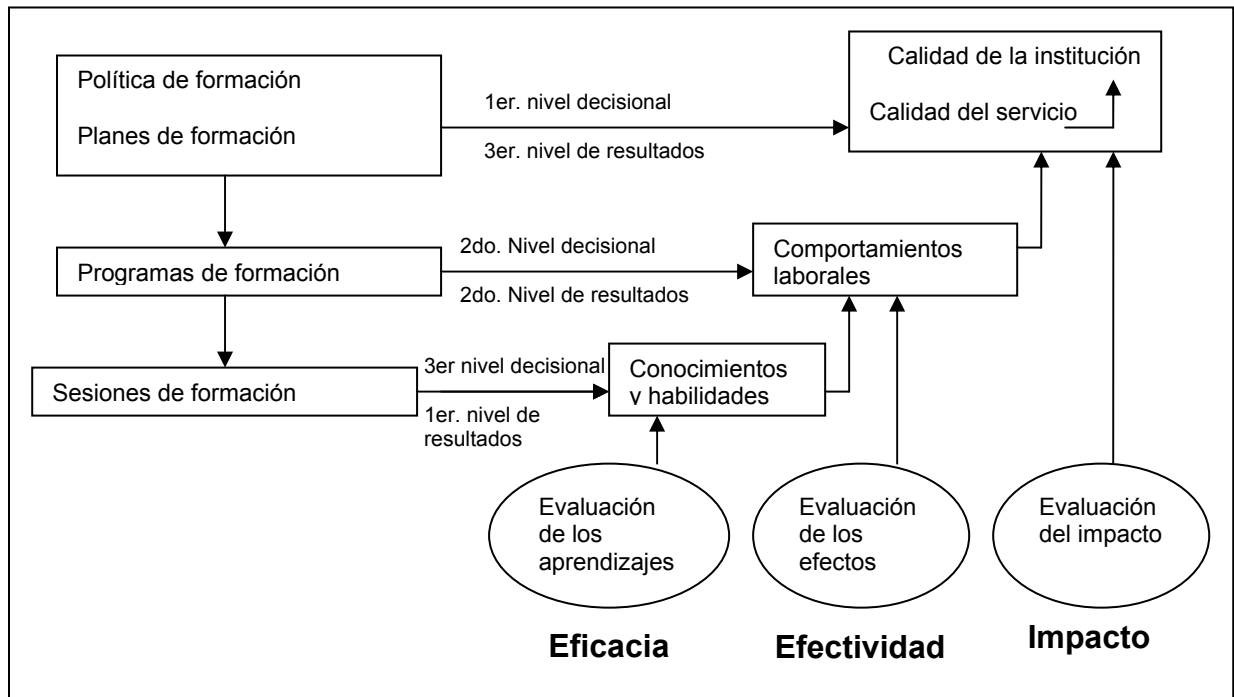 Política de formación
Planes de formación
1er. nivel decisional
3er. nivel de resultados
Calidad de la institución
Calidad del servicio
Programas de formación
2do. Nivel decisional
2do. Nivel de resultados
Comportamientos
laborales
Sesiones de formación
3er nivel decisional
1er. nivel de
resultados
Conocimientos
y habilidades
Evaluación
de los
aprendizajes
Evaluación
de los
efectos
Evaluación
del impacto
Eficacia
Efectividad
Impacto